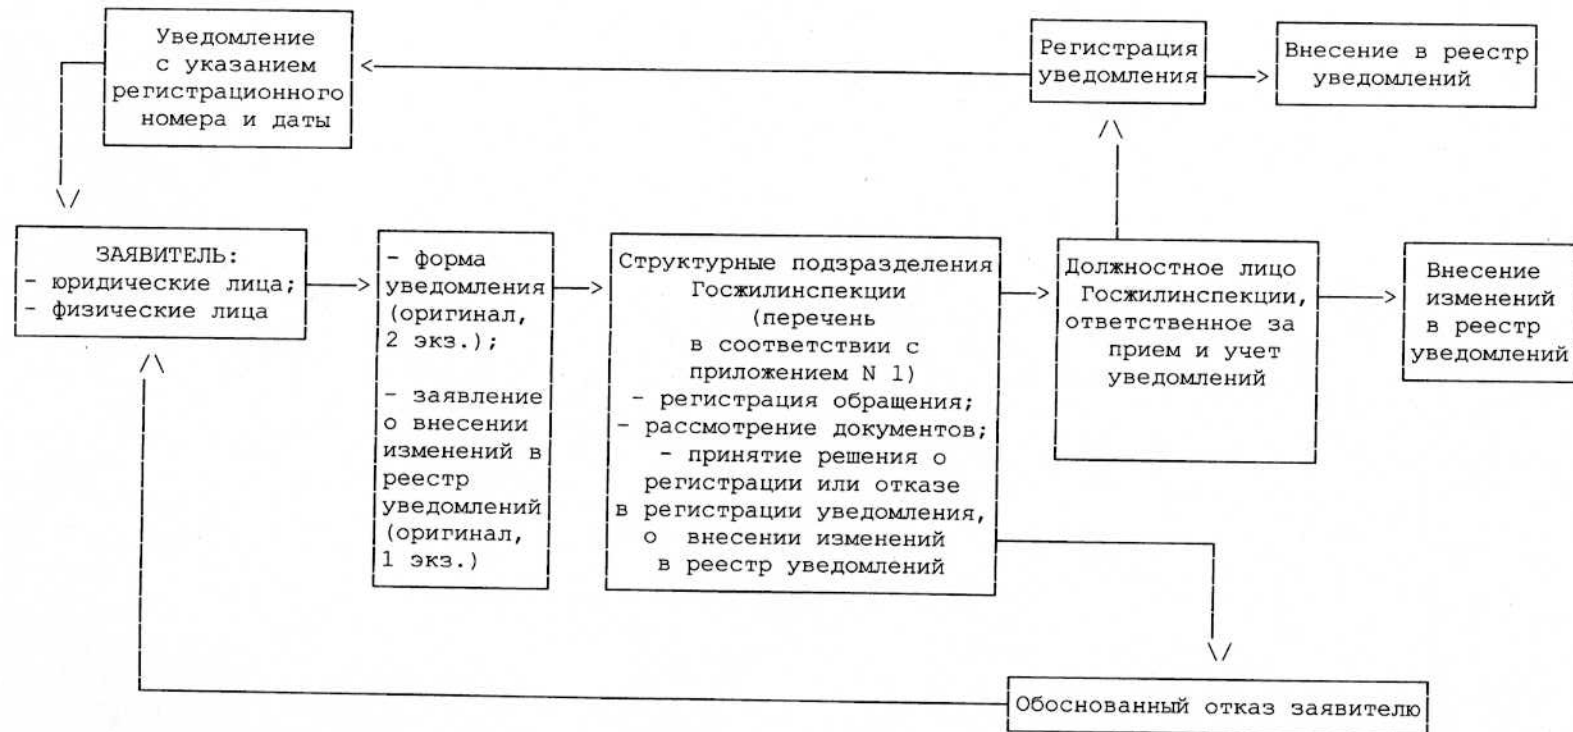 Уведомление
с указанием
регистрационного
номера и даты
Регистрация
уведомления
Внесение в реестр
уведомлений
ЗАЯВИТЕЛЬ:
- юридические лица;
- физические лица
- форма
уведомления
(оригинал,
2 экз.);
- заявление
о внесении
изменений в
реестр
уведомлений
(оригинал,
1 экз.)
Структурные подзразделения
Госжилинспекции
(перечень
в соответствии с
приложением N 1)
- регистрация обращения;
- рассмотрение документов;
- принятие решения о
регистрации или отказе
в регистрации уведомления,
о внесении изменений
в реестр уведомлений
Должностное лицо
Госжилинспекции,
ответственное за
прием и учет
уведомлений
Внесение
изменений
в реестр
уведомлений
Обоснованный отказ заявителю